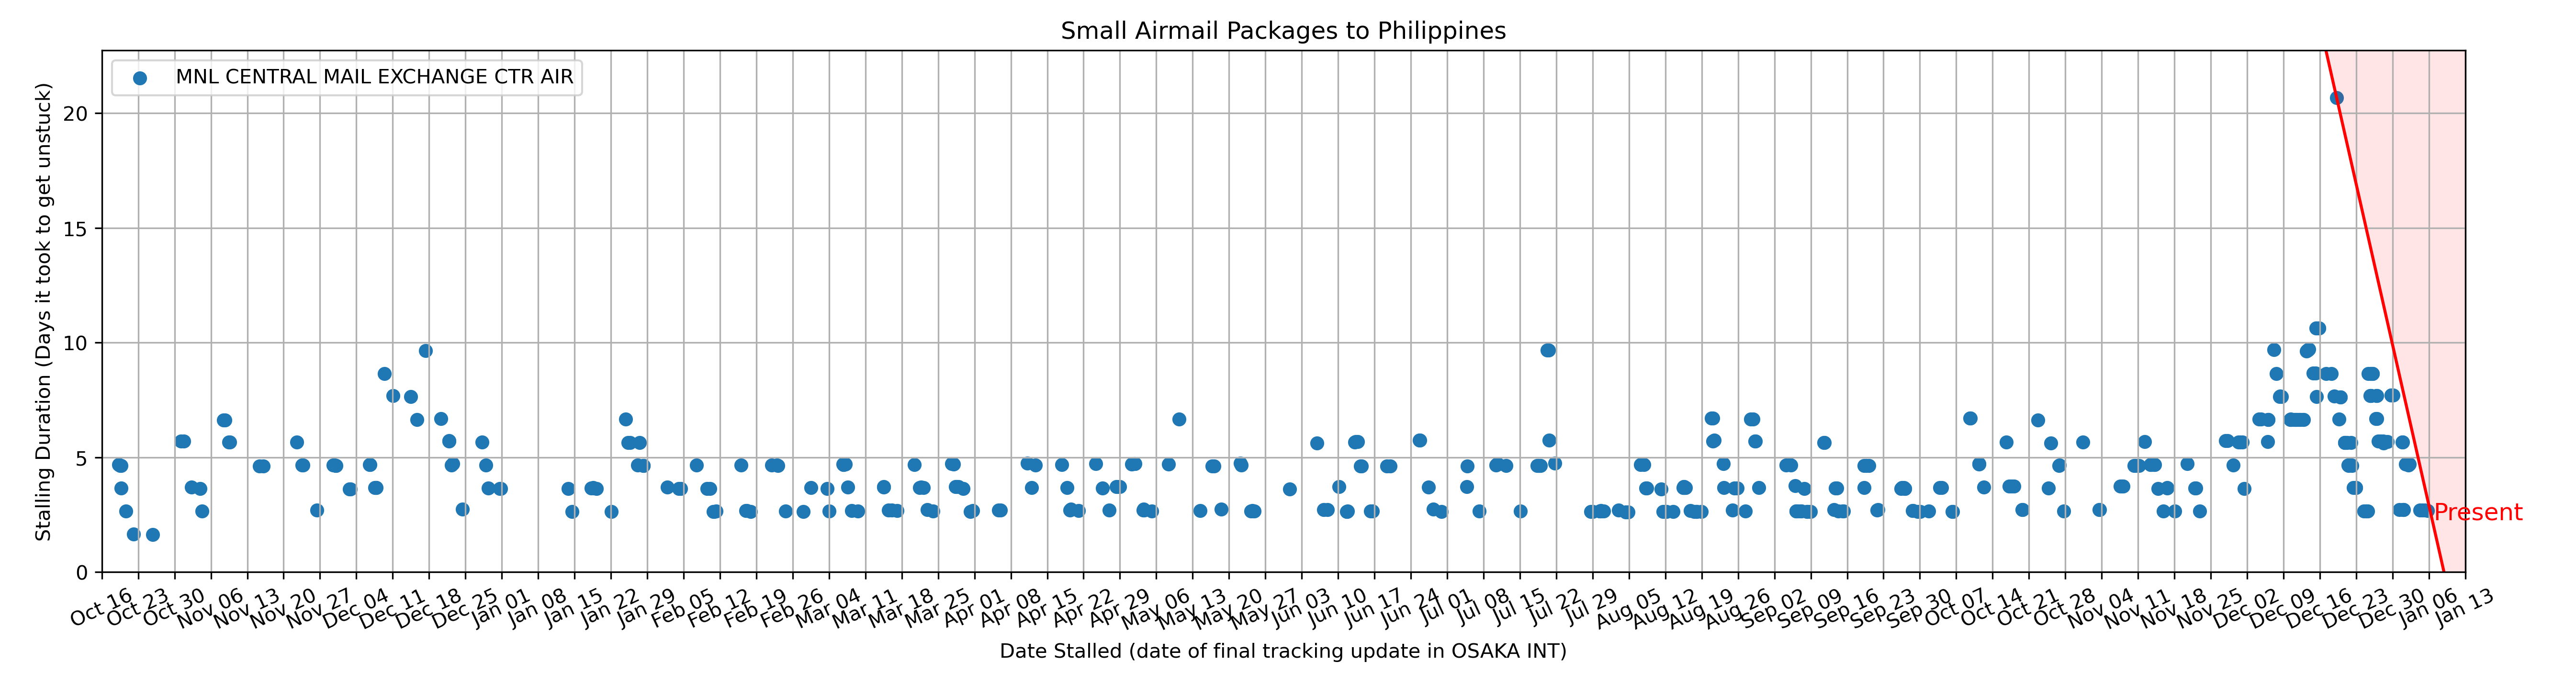 Small Airmail Packages to Philippines
MNL CENTRAL MAIL EXCHANGE CTR AIR
Stalling Duration (Days it took to get unstuck)
20
15
10
5
0
Present
Oct 16 Oct 23 Oct 30 Nov 06 Nov 13 Nov 20 Nov 27 Dec 04 Dec 11 Dec 18 Dec 25 Jan 01 Jan 08 Jan 15 Jan 22 Jan 29 Feb 05 Feb 12 Feb 19 Feb 26 Mar 04 Mar 11 Mar 18 Mar 25 Apr 01 Apr 08 Apr 15 Apr 22 Apr 29 May 06 May 13 May 20 May 27 Jun 03 Jun 10 Jun 17 Jun 24 Jul 01 Jul 08 Jul 15 Jul 22 Jul 29 Aug 05 Aug 12 Aug 19 Aug 26 Sep 02 Sep 09 Sep 16 Sep 23 Sep 30 Oct 07 Oct 14 Oct 21 Oct 28 Nov 04 Nov 11 Nov 18 Nov 25 Dec 02 Dec 09 Dec 16 Dec 23 Dec 30 Jan 06 Jan 13
Date Stalled (date of final tracking update in OSAKA INT)